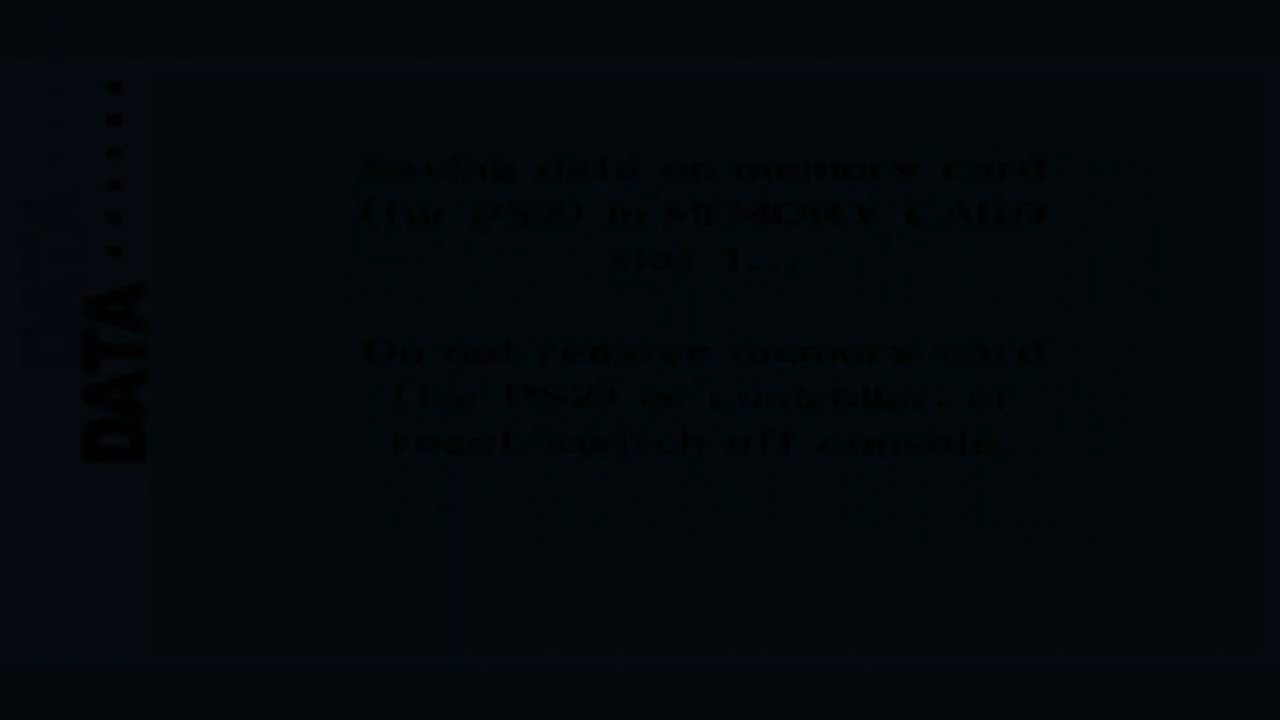 DATA ......
Saving data on memory card
(for PS2) in MEMORY CARD
slot 1...
Do not remove memory card
(for PS2) or controller, or
reset/switch off console.